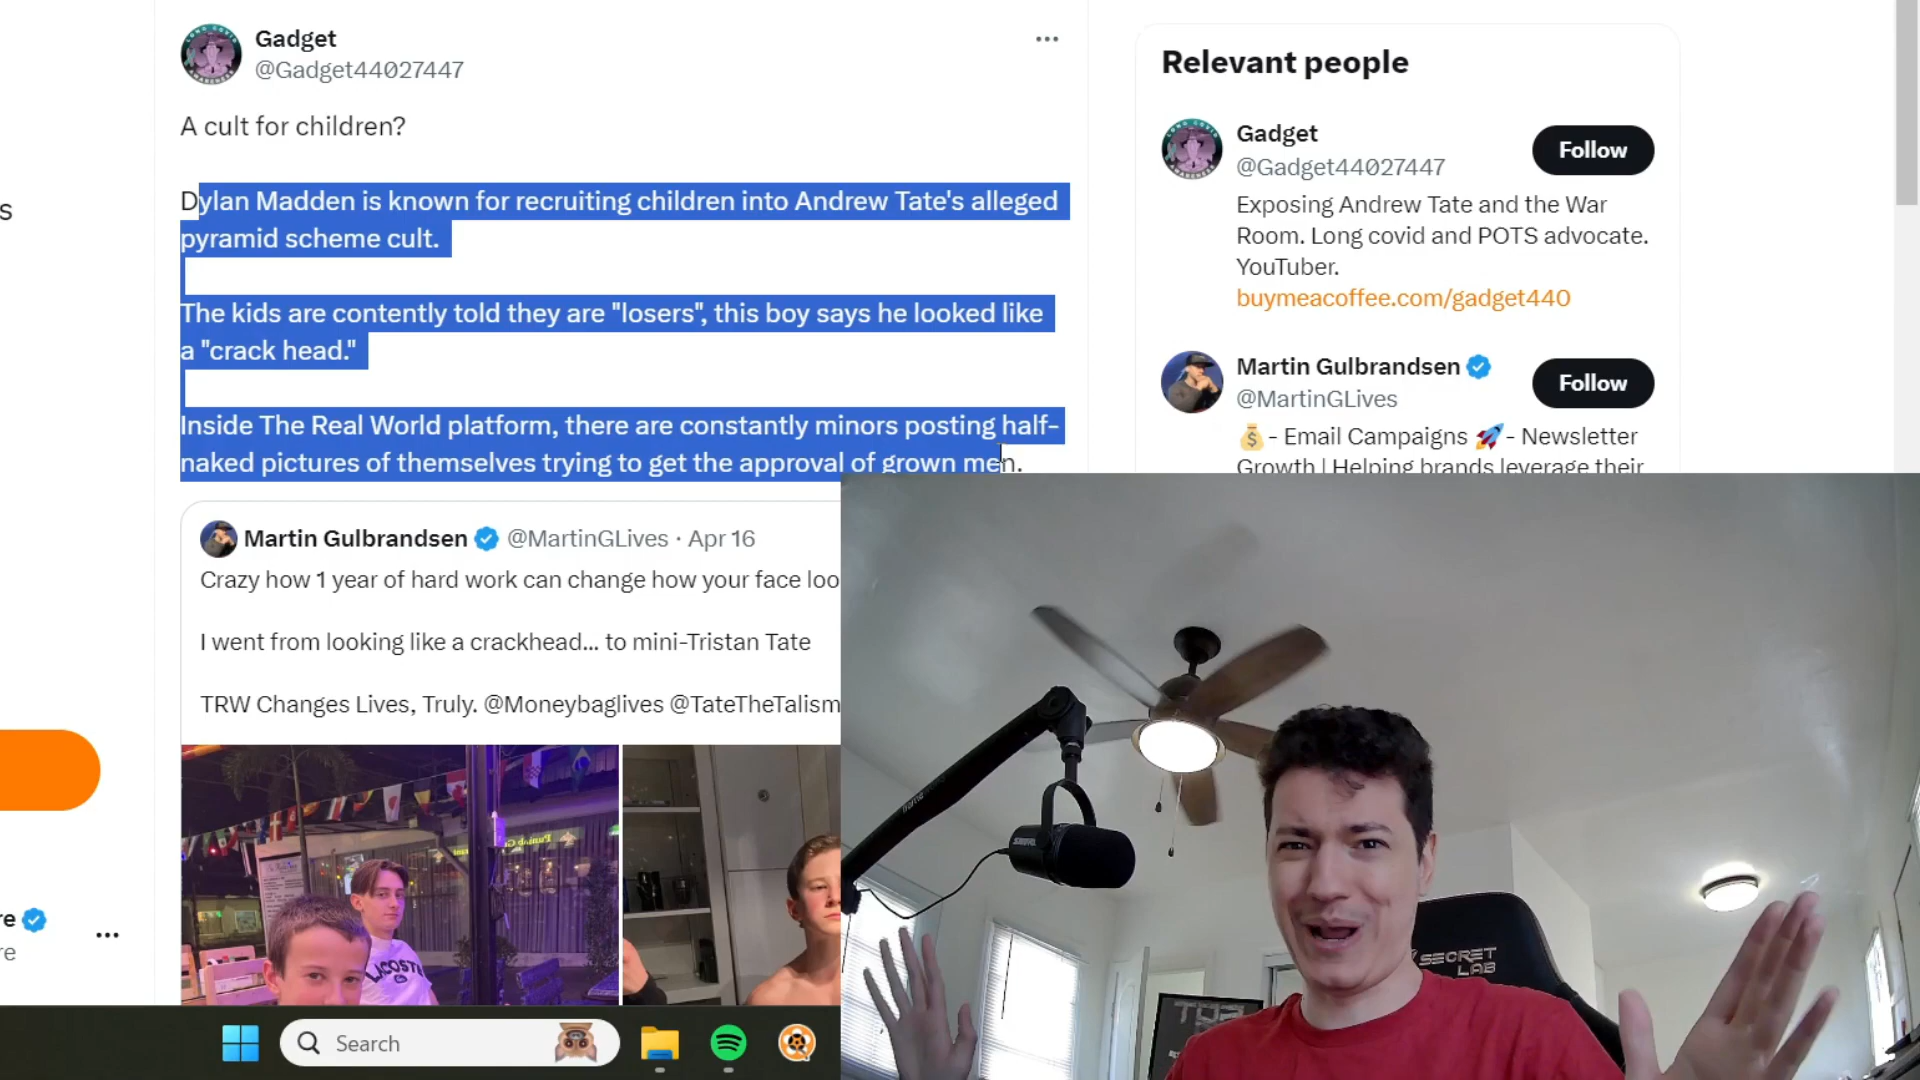 Gadget
@Gadget44027447
A cult for children?
Dylan Madden is known for recruiting children into Andrew Tate's alleged
pyramid scheme cult.
The kids are contently told they are "losers", this boy says he looked like
a "crack head."
Inside The Real World platform, there are constantly minors posting half-
naked pictures of themselves trying to get the approval of grown men.
Martin Gulbrandsen @MartinGLives · Apr 16
Crazy how 1 year of hard work can change how your face loo
I went from looking like a crackhead... to mini-Tristan Tate
TRW Changes Lives, Truly. @Moneybaglives @TateTheTalism
LACOSTE
Relevant people
Gadget
@Gadget44027447
Follow
Exposing Andrew Tate and the War
Room. Long covid and POTS advocate.
YouTuber.
buymeacoffee.com/gadget440
Martin Gulbrandsen
@MartinGLives
Follow
💰- Email Campaigns 🚀- Newsletter
Growth | Helping brands leverage their
s
re
re
SECRET
LAB
Search